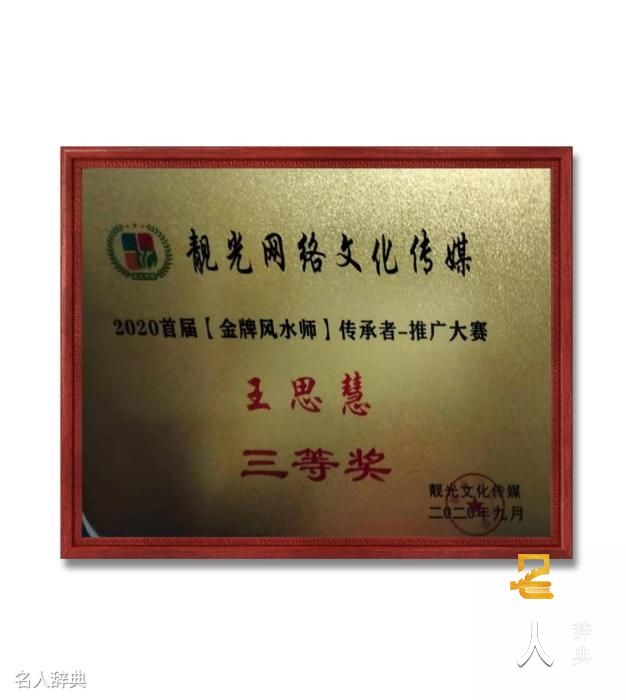 靓光网络文化传媒
2020首届【金牌风水师】传承者-推广大赛
王思慧
三等奖
靓光文化传媒
二〇二〇年九月
名
人
辞
典
名人辞典